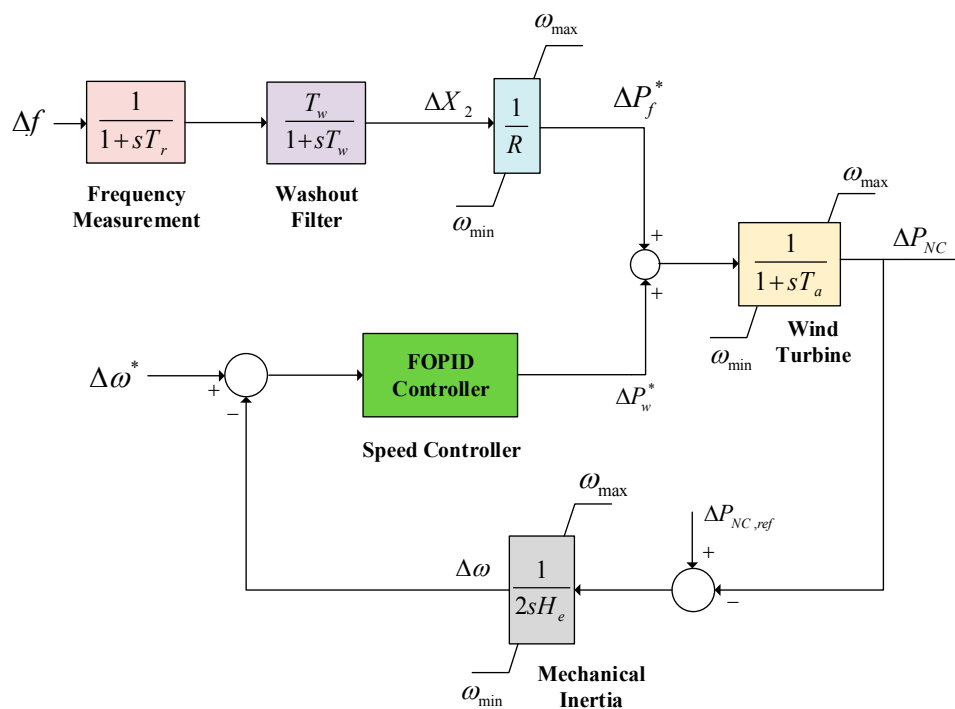 ω_max
Δf
1
1+sT_r
T_w
1+sT_w
ΔX_2
1
R
ΔP_f^*
Frequency
Measurement
Washout
Filter
ω_min
ω_max
+
+
1
1+sT_a
ΔP_NC
ω_min
Wind
Turbine
Δω^*
+
−
FOPID
Controller
ΔP_w^*
Speed Controller
ω_max
ΔP_NC,ref
+
−
Δω
1
2sH_e
ω_min
Mechanical
Inertia